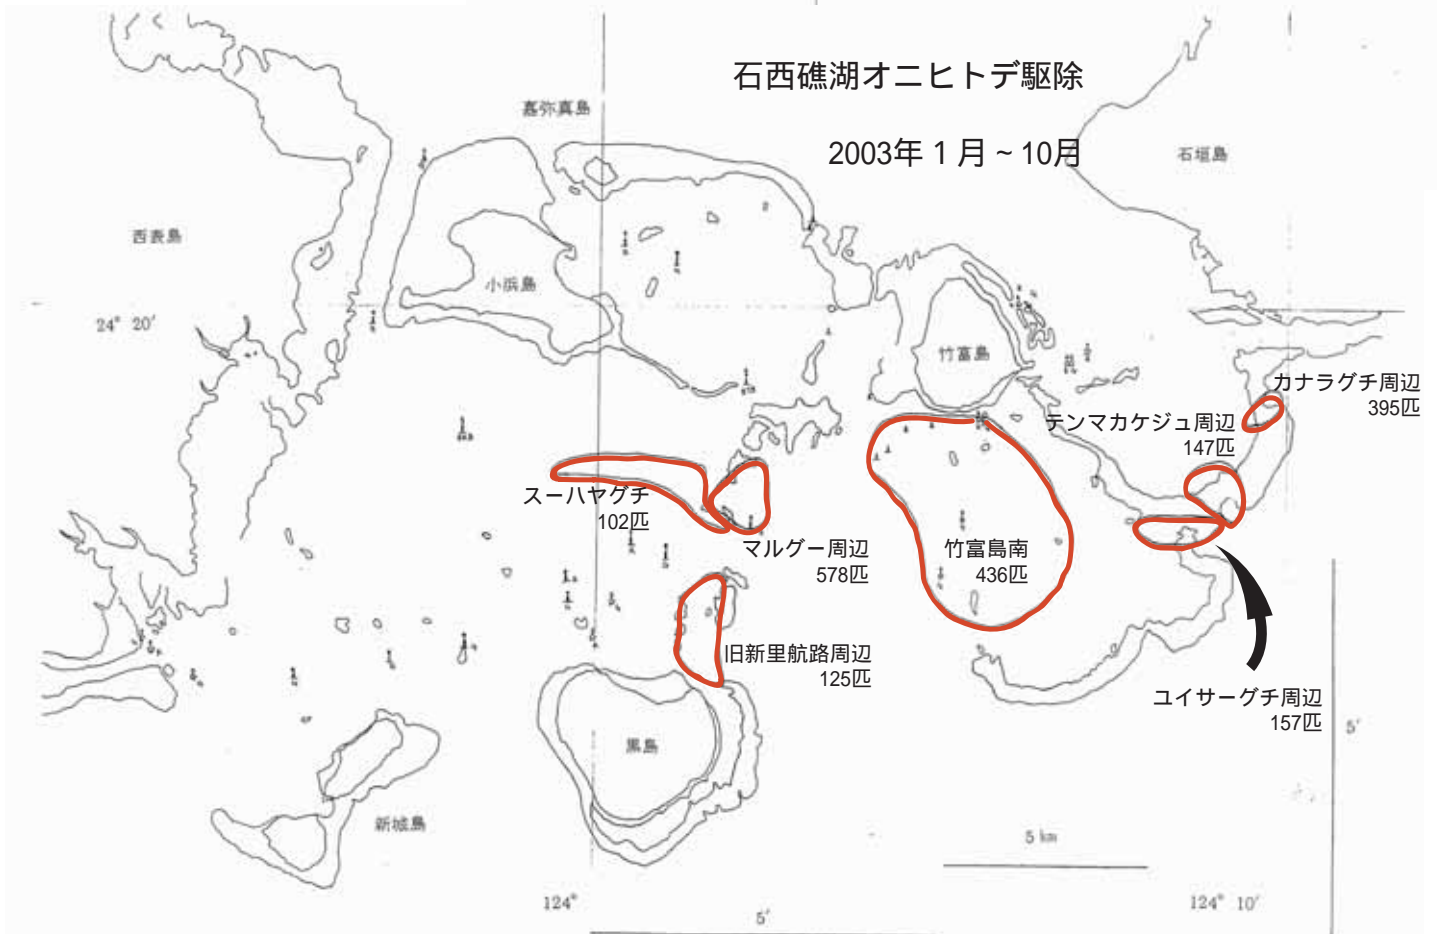 石西礁湖オニヒトデ駆除
嘉弥真島
2003年 1 月 ~ 10月
石垣島
西表島
小浜島
24° 20′
竹富島
カナラグチ周辺
395匹
テンマカケジュ周辺
147匹
スーハヤグチ
102匹
マルグー周辺
578匹
竹富島南
436匹
旧新里航路周辺
125匹
ユイサーグチ周辺
157匹
黒島
5′
新城島
5 km
124°
5′
124° 10′